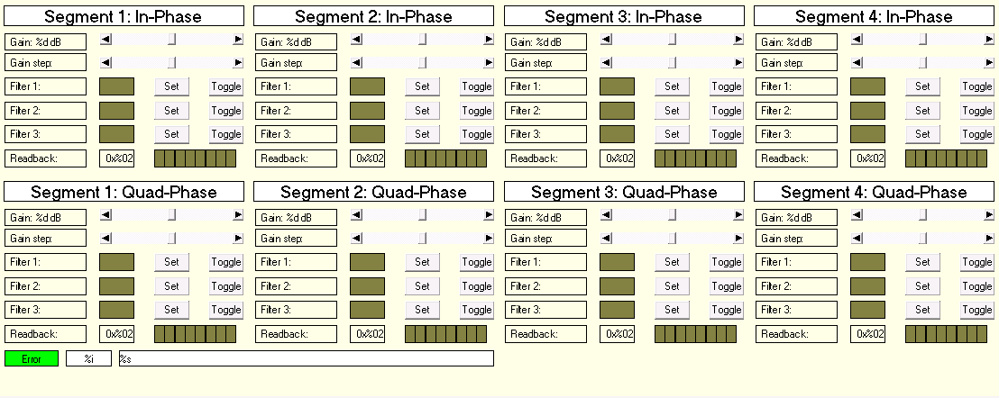 Segment 1: In-Phase Segment 2: In-Phase Segment 3: In-Phase Segment 4: In-Phase
Gain: %d dB Gain: %d dB Gain: %d dB Gain: %d dB
Gain step: Gain step: Gain step: Gain step:
Filter 1: Set Toggle Filter 1: Set Toggle Filter 1: Set Toggle Filter 1: Set Toggle
Filter 2: Set Toggle Filter 2: Set Toggle Filter 2: Set Toggle Filter 2: Set Toggle
Filter 3: Set Toggle Filter 3: Set Toggle Filter 3: Set Toggle Filter 3: Set Toggle
Readback: 0x%02 Readback: 0x%02 Readback: 0x%02 Readback: 0x%02
Segment 1: Quad-Phase Segment 2: Quad-Phase Segment 3: Quad-Phase Segment 4: Quad-Phase
Gain: %d dB Gain: %d dB Gain: %d dB Gain: %d dB
Gain step: Gain step: Gain step: Gain step:
Filter 1: Set Toggle Filter 1: Set Toggle Filter 1: Set Toggle Filter 1: Set Toggle
Filter 2: Set Toggle Filter 2: Set Toggle Filter 2: Set Toggle Filter 2: Set Toggle
Filter 3: Set Toggle Filter 3: Set Toggle Filter 3: Set Toggle Filter 3: Set Toggle
Readback: 0x%02 Readback: 0x%02 Readback: 0x%02 Readback: 0x%02
Error %i %s